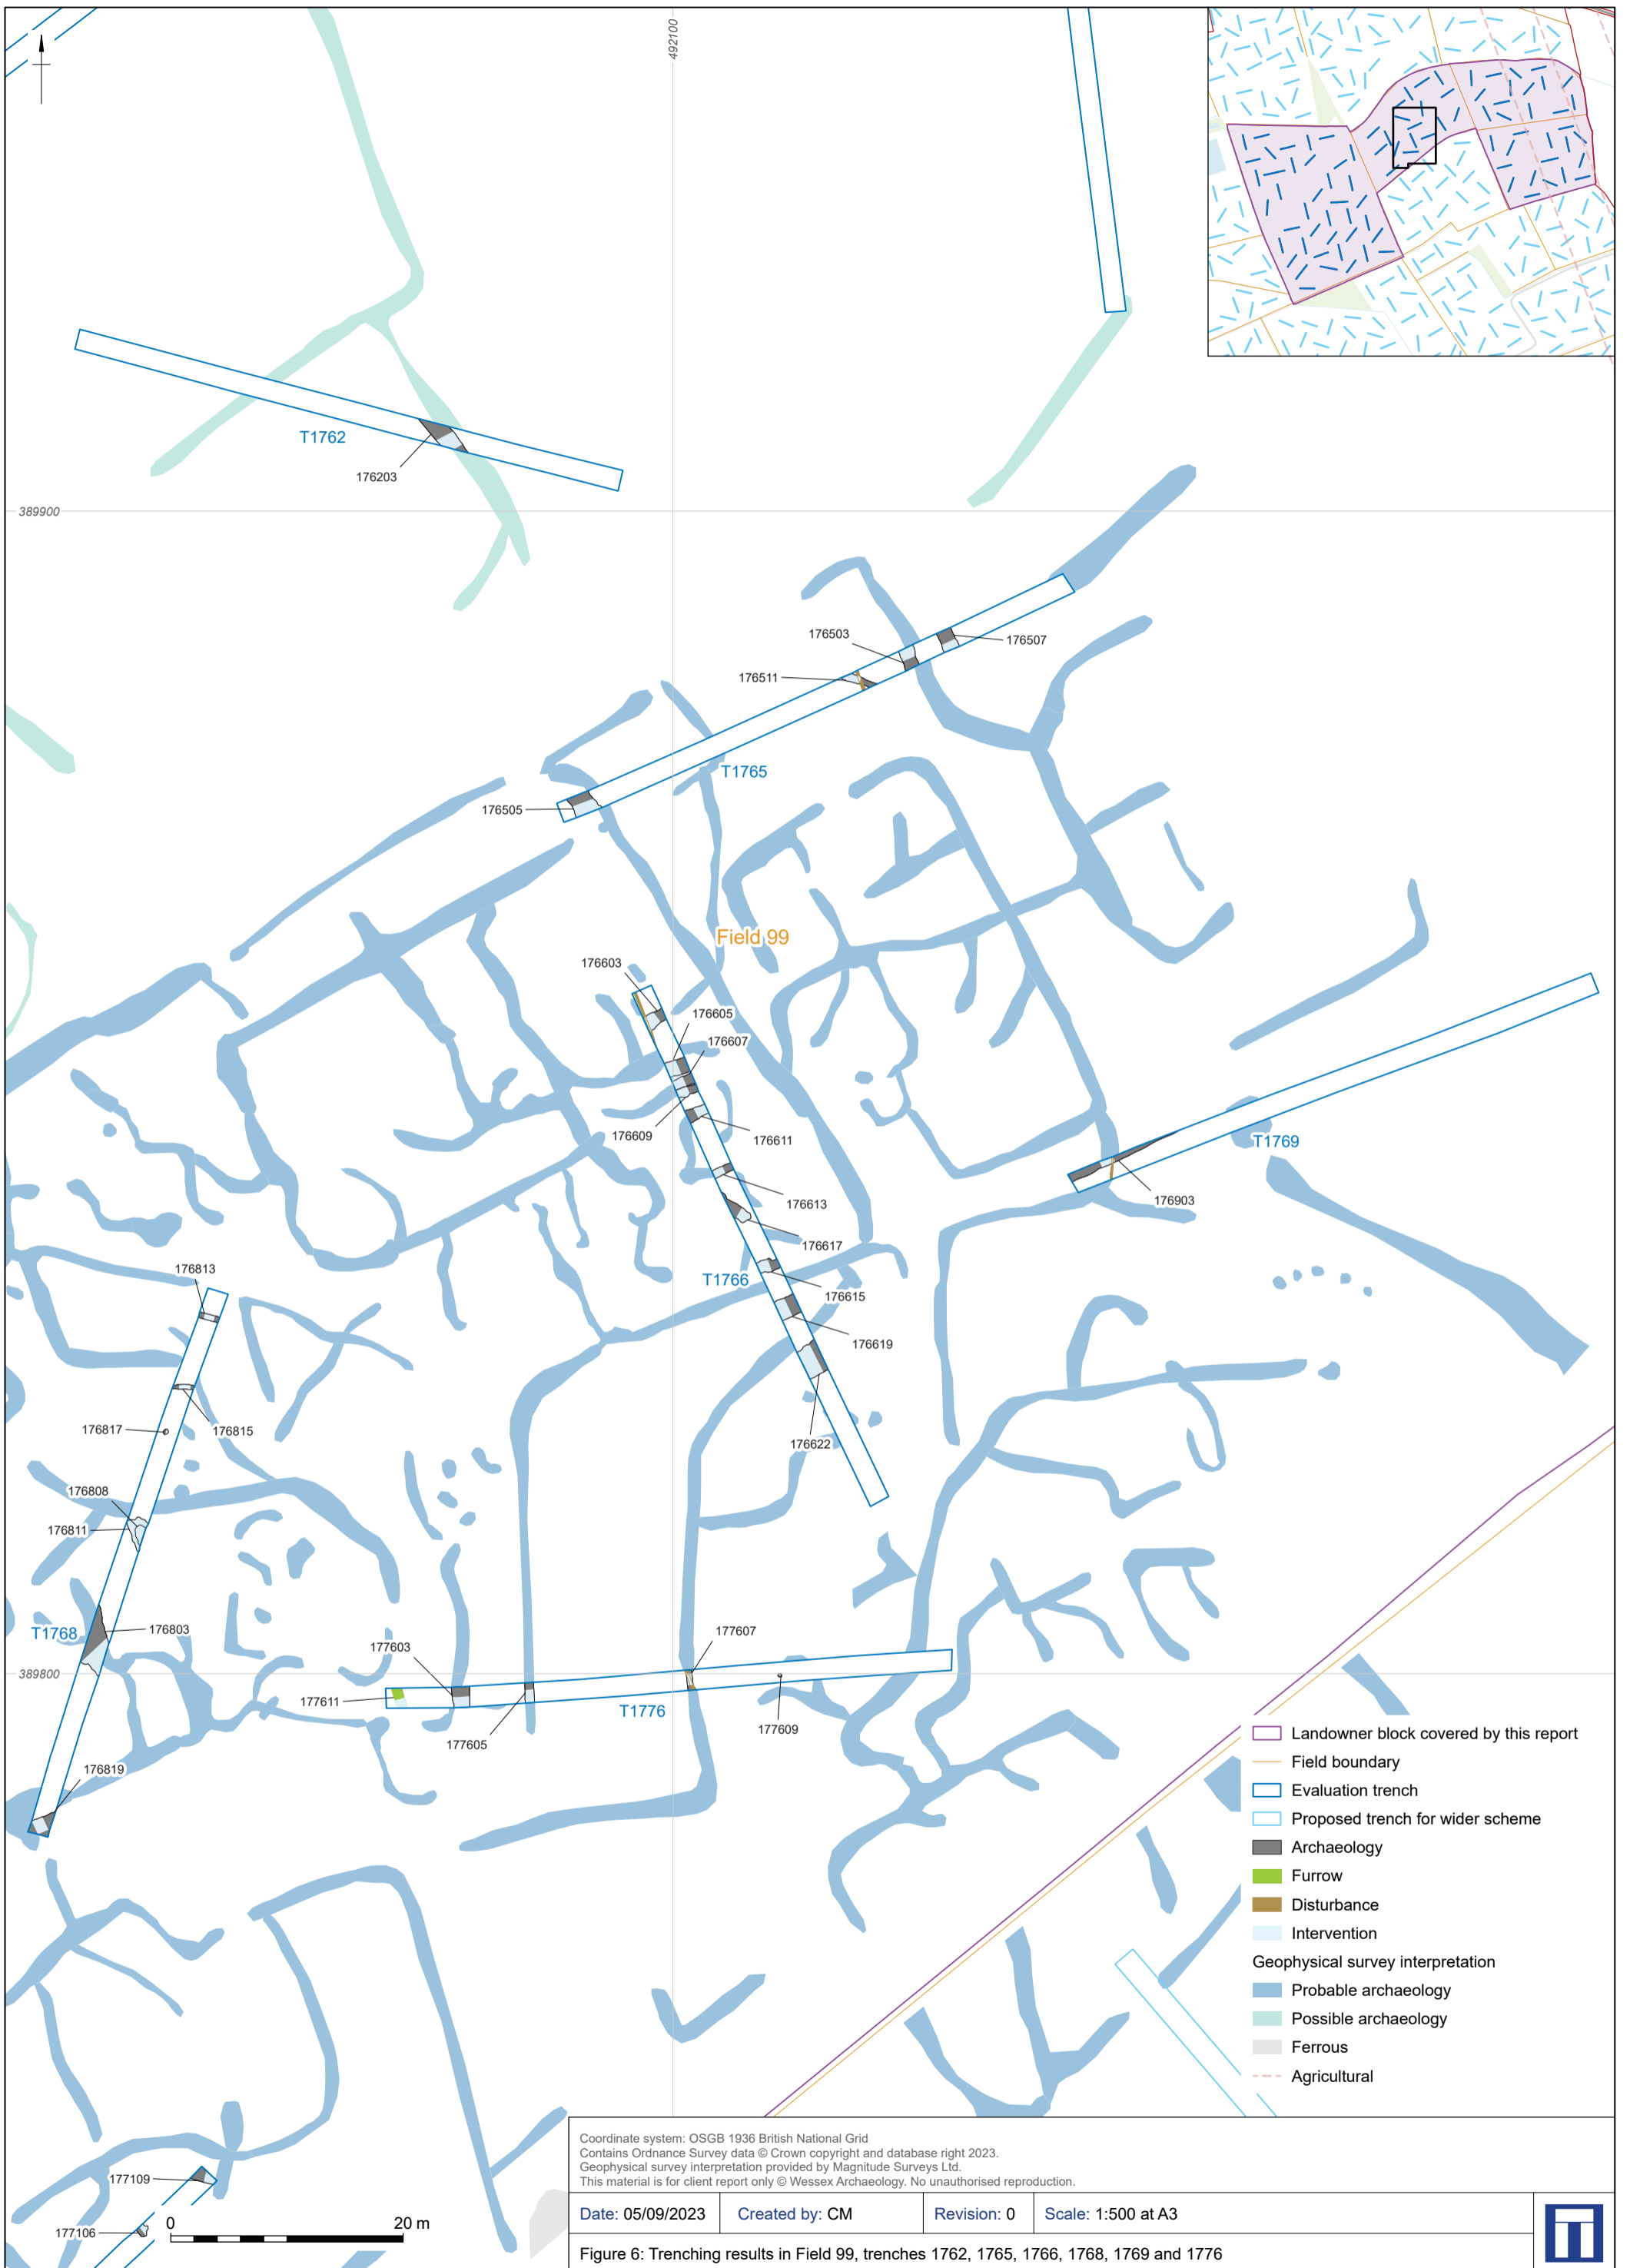 492100
389900
T1762
176203
176503
176507
176511
T1765
176505
Field 99
176603
176605
176607
176609
176611
T1769
176903
176613
176617
T1766
176615
176619
176622
176813
176817
176815
176808
176811
T1768
176803
389800
177603
177607
177611
T1776
177605
177609
176819
177109
177106
0
20 m
Landowner block covered by this report
Field boundary
Evaluation trench
Proposed trench for wider scheme
Archaeology
Furrow
Disturbance
Intervention
Geophysical survey interpretation
Probable archaeology
Possible archaeology
Ferrous
Agricultural
Coordinate system: OSGB 1936 British National Grid
Contains Ordnance Survey data © Crown copyright and database right 2023.
Geophysical survey interpretation provided by Magnitude Surveys Ltd.
This material is for client report only © Wessex Archaeology. No unauthorised reproduction.
Date: 05/09/2023 Created by: CM Revision: 0 Scale: 1:500 at A3
Figure 6: Trenching results in Field 99, trenches 1762, 1765, 1766, 1768, 1769 and 1776